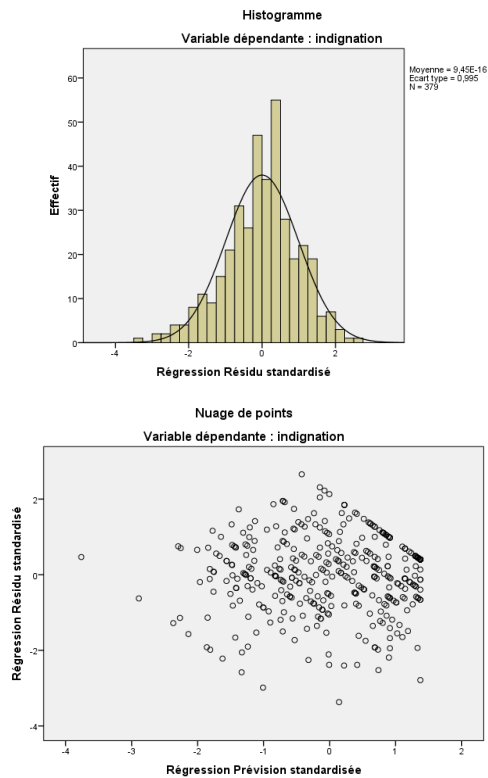 Histogramme
Variable dépendante : indignation
Moyenne = 9,45E-16
Ecart type = 0,995
N = 379
Effectif
60
50
40
30
20
10
0
-4 -2 0 2
Régression Résidu standardisé
Nuage de points
Variable dépendante : indignation
Régression Résidu standardisé
2
0
-2
-4
-4 -3 -2 -1 0 1 2
Régression Prévision standardisée